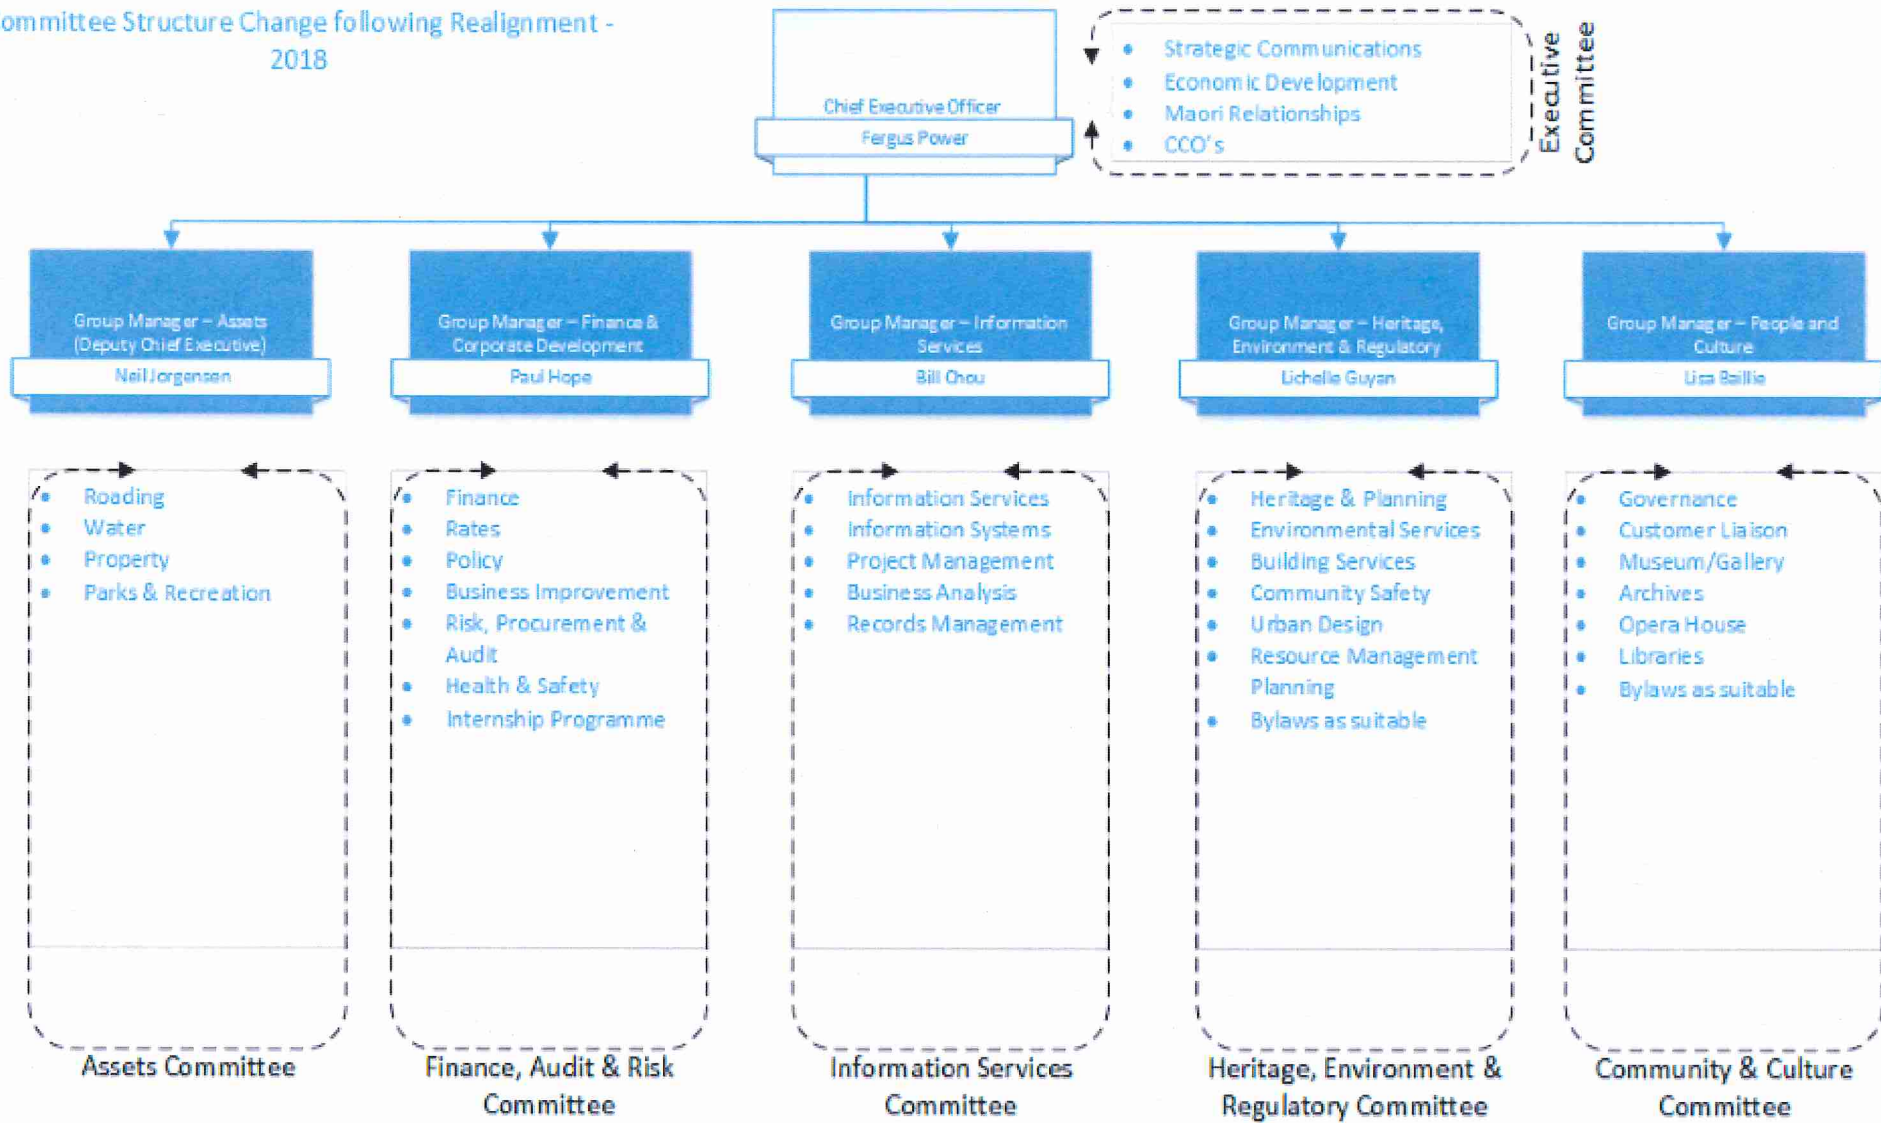 ommittee Structure Change following Realignment -
2018
Chief Executive Officer
Fergus Power
• Strategic Communications
• Economic Development
• Maori Relationships
• CCO's
Executive
Committee
Group Manager – Assets
(Deputy Chief Executive)
Neil Jorgensen
Group Manager – Finance &
Corporate Development
Paul Hope
Group Manager – Information
Services
Bill Chou
Group Manager – Heritage,
Environment & Regulatory
Lichelle Guyan
Group Manager – People and
Culture
Lisa Baillie
• Roading
• Water
• Property
• Parks & Recreation
Assets Committee
• Finance
• Rates
• Policy
• Business Improvement
• Risk, Procurement &
Audit
• Health & Safety
• Internship Programme
Finance, Audit & Risk
Committee
• Information Services
• Information Systems
• Project Management
• Business Analysis
• Records Management
Information Services
Committee
• Heritage & Planning
• Environmental Services
• Building Services
• Community Safety
• Urban Design
• Resource Management
Planning
• Bylaws as suitable
Heritage, Environment &
Regulatory Committee
• Governance
• Customer Liaison
• Museum/Gallery
• Archives
• Opera House
• Libraries
• Bylaws as suitable
Community & Culture
Committee